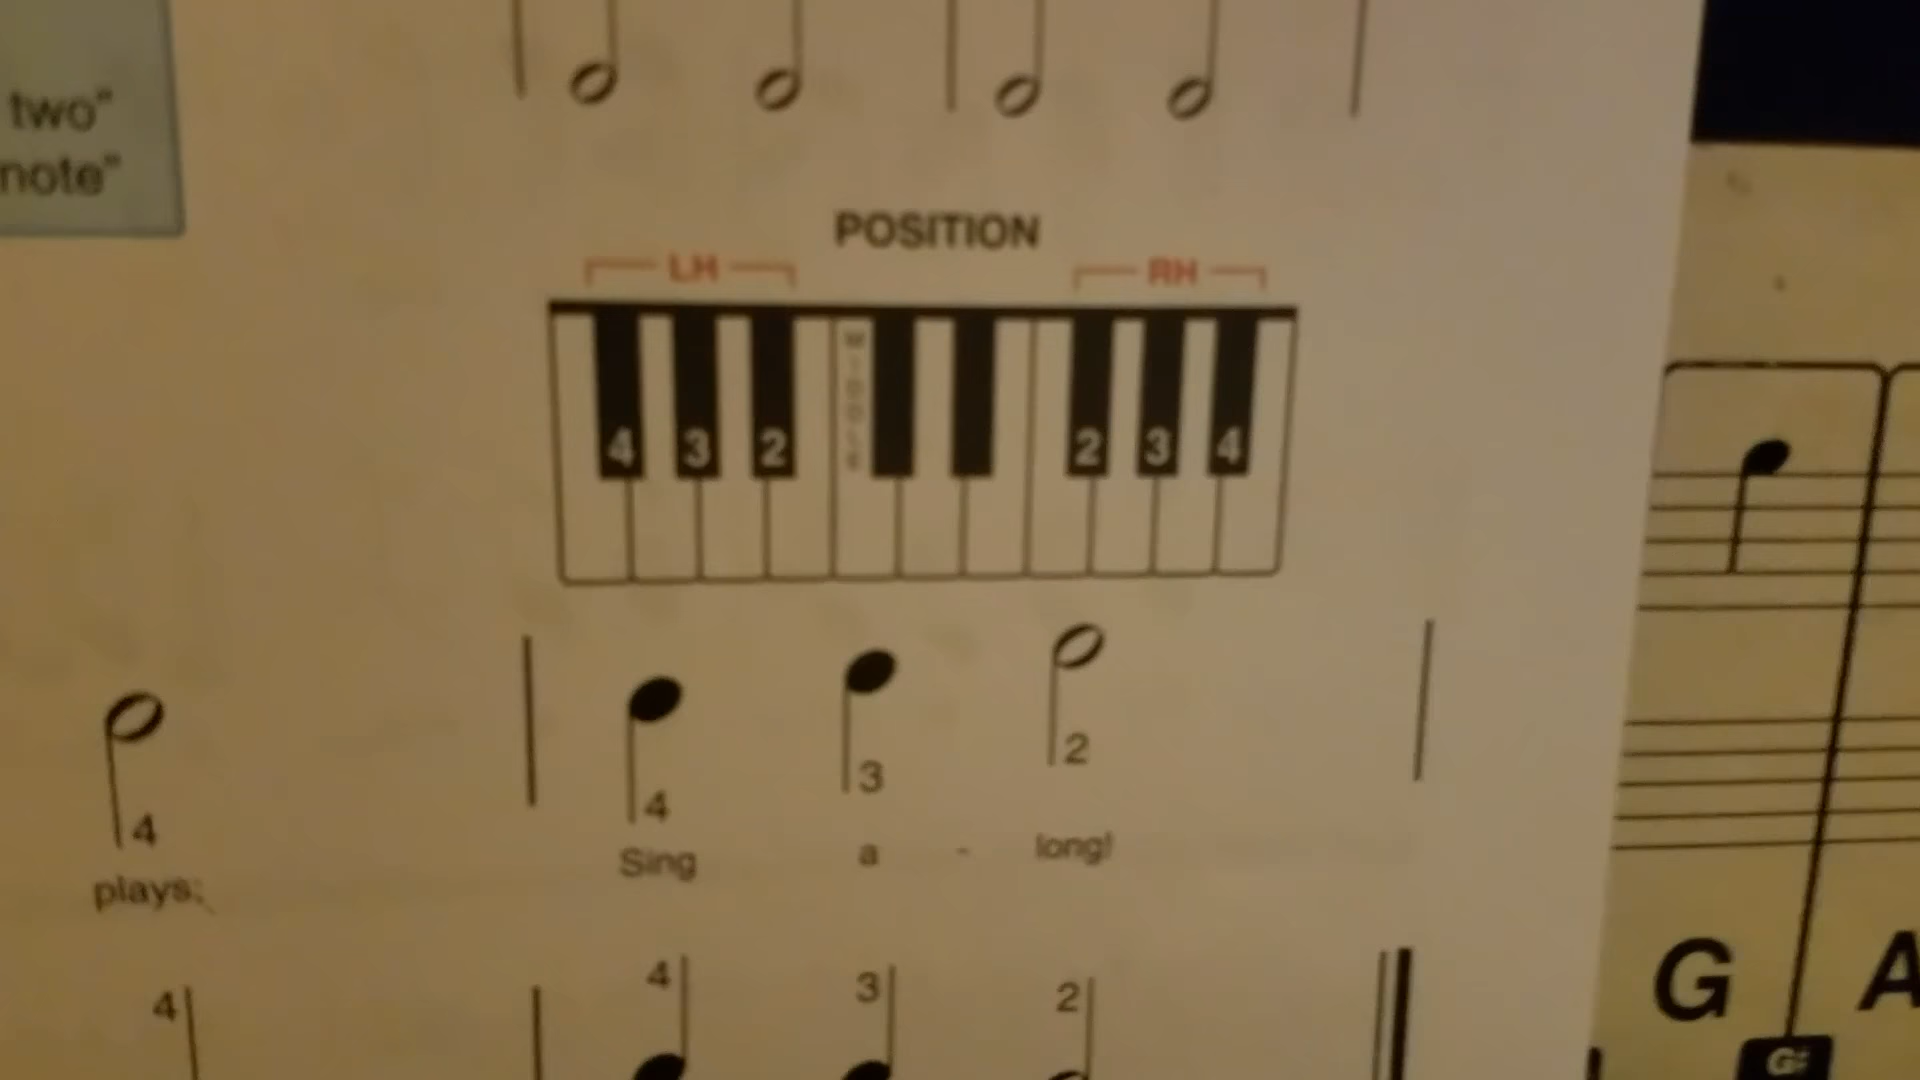 two"
note"
POSITION
LH RH
MIDDLE
4 3 2 2 3 4
4 4 3 2
plays; Sing a - long!
4 4 3 2
G A
G#